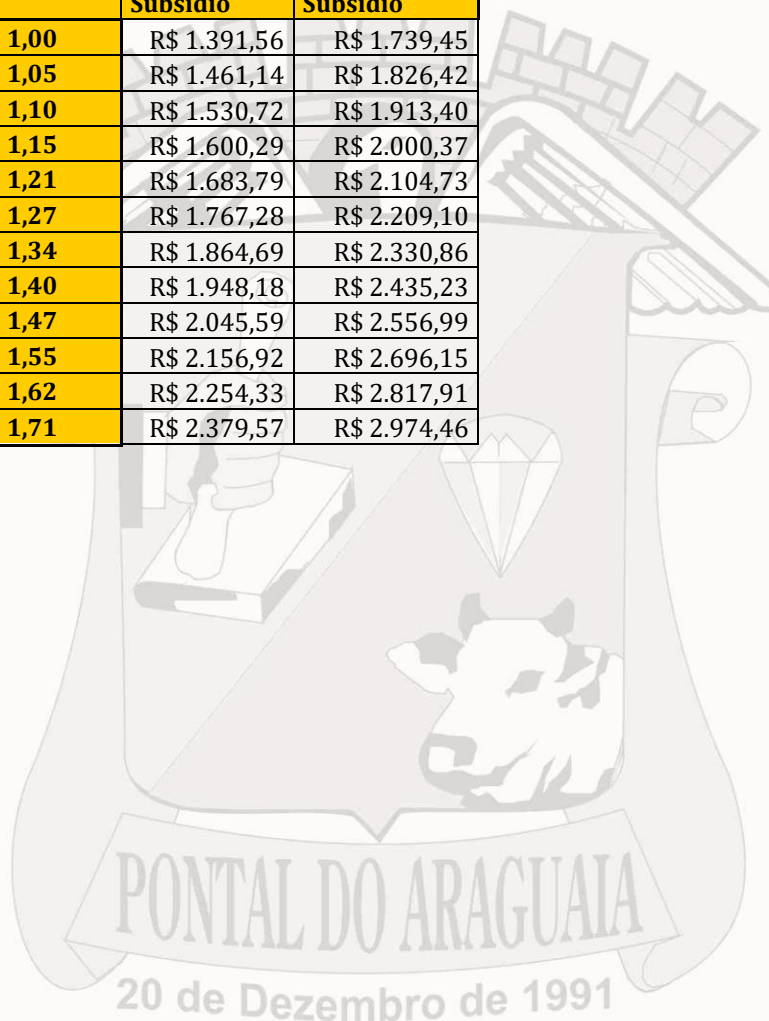 Subsídio Subsídio
1,00 R$ 1.391,56 R$ 1.739,45
1,05 R$ 1.461,14 R$ 1.826,42
1,10 R$ 1.530,72 R$ 1.913,40
1,15 R$ 1.600,29 R$ 2.000,37
1,21 R$ 1.683,79 R$ 2.104,73
1,27 R$ 1.767,28 R$ 2.209,10
1,34 R$ 1.864,69 R$ 2.330,86
1,40 R$ 1.948,18 R$ 2.435,23
1,47 R$ 2.045,59 R$ 2.556,99
1,55 R$ 2.156,92 R$ 2.696,15
1,62 R$ 2.254,33 R$ 2.817,91
1,71 R$ 2.379,57 R$ 2.974,46
PONTAL DO ARAGUAIA
20 de Dezembro de 1991